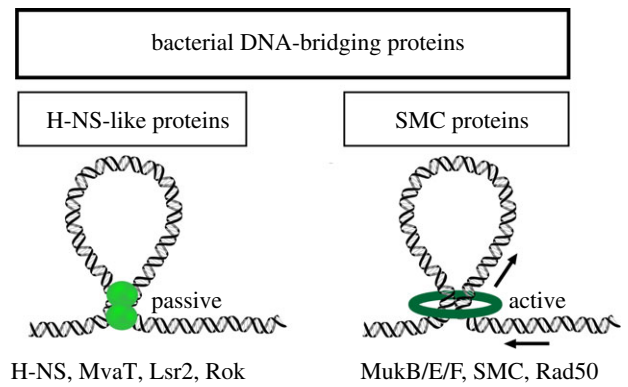 bacterial DNA-bridging proteins
H-NS-like proteins
SMC proteins
passive
active
H-NS, MvaT, Lsr2, Rok
MukB/E/F, SMC, Rad50